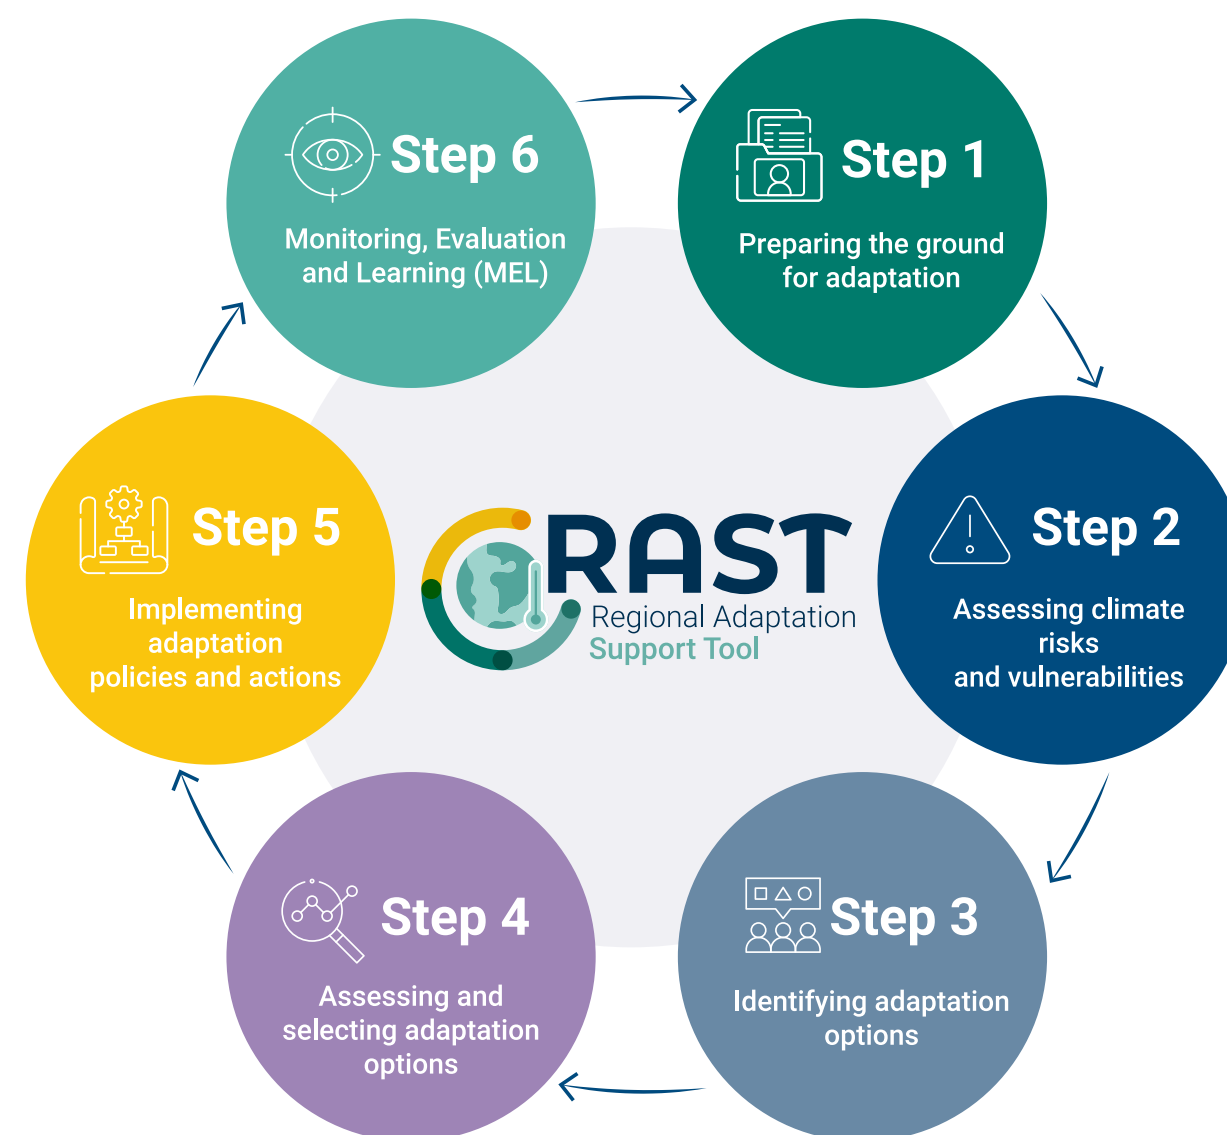 Step 1
Preparing the ground
for adaptation
Step 2
Assessing climate
risks
and vulnerabilities
Step 3
Identifying adaptation
options
Step 4
Assessing and
selecting adaptation
options
Step 5
Implementing
adaptation
policies and actions
Step 6
Monitoring, Evaluation
and Learning (MEL)
RAST
Regional Adaptation
Support Tool